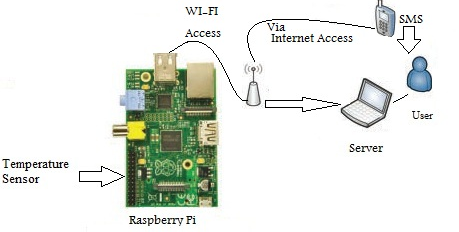 WI-FI
Access
Via
Internet Access
SMS
User
Server
Temperature
Sensor
Raspberry Pi